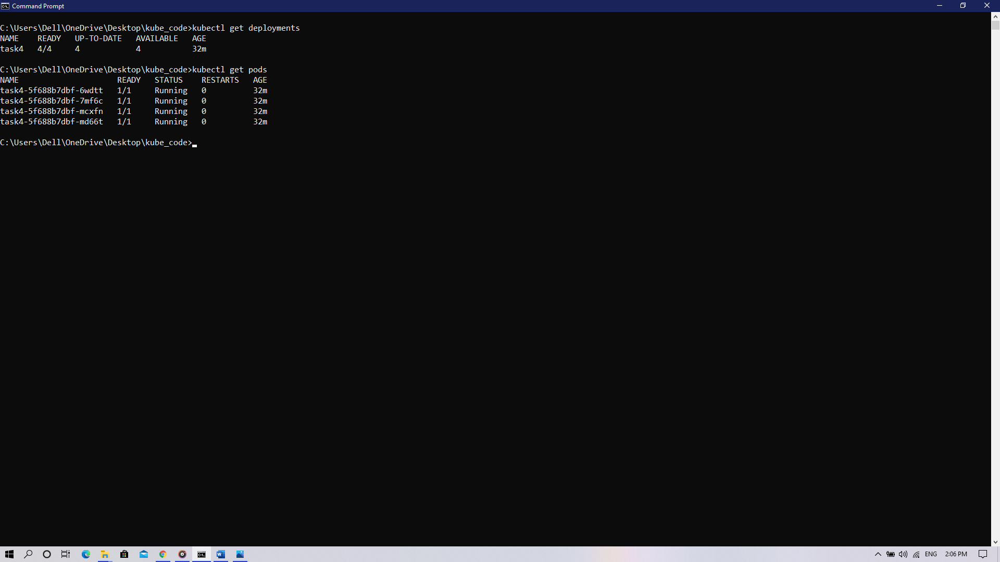 Command Prompt
C:\Users\Dell\OneDrive\Desktop\kube_code>kubectl get deployments
NAME    READY   UP-TO-DATE   AVAILABLE   AGE
task4   4/4     4            4           32m
C:\Users\Dell\OneDrive\Desktop\kube_code>kubectl get pods
NAME                     READY   STATUS    RESTARTS   AGE
task4-5f688b7dbf-6wdtt   1/1     Running   0          32m
task4-5f688b7dbf-7mf6c   1/1     Running   0          32m
task4-5f688b7dbf-mcxfn   1/1     Running   0          32m
task4-5f688b7dbf-md66t   1/1     Running   0          32m
C:\Users\Dell\OneDrive\Desktop\kube_code>
ENG 2:06 PM